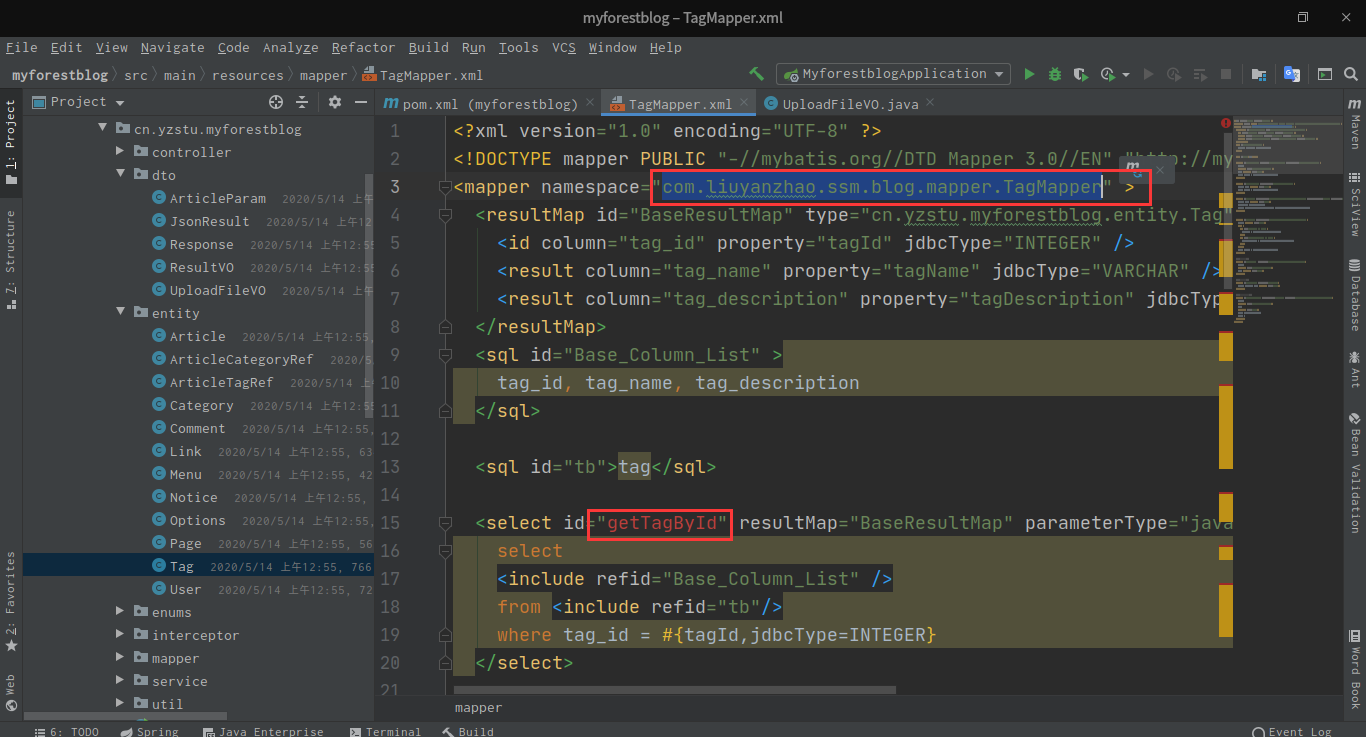 myforestblog – TagMapper.xml
File Edit View Navigate Code Analyze Refactor Build Run Tools VCS Window Help
myforestblog src main resources mapper TagMapper.xml MyforestblogApplication
Project
pom.xml (myforestblog) TagMapper.xml UploadFileVO.java
1: Project
7: Structure
2: Favorites
Web
cn.yzstu.myforestblog
controller
dto
ArticleParam 2020/5/14 上午
JsonResult 2020/5/14 上午12
Response 2020/5/14 上午12:
ResultVO 2020/5/14 上午12:55
UploadFileVO 2020/5/14 上午
entity
Article 2020/5/14 上午12:55,
ArticleCategoryRef 2020/5
ArticleTagRef 2020/5/14 上
Category 2020/5/14 上午12:5
Comment 2020/5/14 上午12:55,
Link 2020/5/14 上午12:55, 63
Menu 2020/5/14 上午12:55, 42
Notice 2020/5/14 上午12:55,
Options 2020/5/14 上午12:55
Page 2020/5/14 上午12:55, 56
Tag 2020/5/14 上午12:55, 766
User 2020/5/14 上午12:55, 72
enums
interceptor
mapper
service
util
1 <?xml version="1.0" encoding="UTF-8" ?>
2 <!DOCTYPE mapper PUBLIC "-//mybatis.org//DTD Mapper 3.0//EN" "http://my
3 <mapper namespace="com.liuyanzhao.ssm.blog.mapper.TagMapper" >
4 <resultMap id="BaseResultMap" type="cn.yzstu.myforestblog.entity.Tag"
5 <id column="tag_id" property="tagId" jdbcType="INTEGER" />
6 <result column="tag_name" property="tagName" jdbcType="VARCHAR" />
7 <result column="tag_description" property="tagDescription" jdbcTyp
8 </resultMap>
9 <sql id="Base_Column_List" >
10 tag_id, tag_name, tag_description
11 </sql>
12
13 <sql id="tb">tag</sql>
14
15 <select id="getTagById" resultMap="BaseResultMap" parameterType="java
16 select
17 <include refid="Base_Column_List" />
18 from <include refid="tb"/>
19 where tag_id = #{tagId,jdbcType=INTEGER}
20 </select>
21
mapper
Maven
SciView
Database
Ant
Bean Validation
Word Book
6: TODO Spring Java Enterprise Terminal Build Event Log